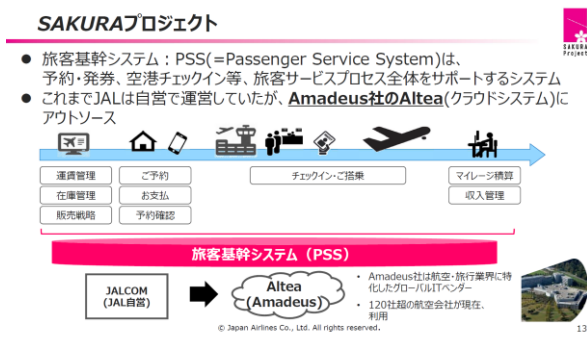 SAKURAプロジェクト
SAKURA
Project
● 旅客基幹システム：PSS(=Passenger Service System)は、
予約・発券、空港チェックイン等、旅客サービスプロセス全体をサポートするシステム
● これまでJALは自営で運営していたが、Amadeus社のAltea(クラウドシステム)に
アウトソース
運賃管理
在庫管理
販売戦略
ご予約
お支払
予約確認
チェックイン・ご搭乗
マイレージ積算
収入管理
旅客基幹システム（PSS）
JALCOM
(JAL自営)
Altea
(Amadeus)
• Amadeus社は航空・旅行業界に特
化したグローバルITベンダー
• 120社超の航空会社が現在、
利用
© Japan Airlines Co., Ltd. All rights reserved.
13